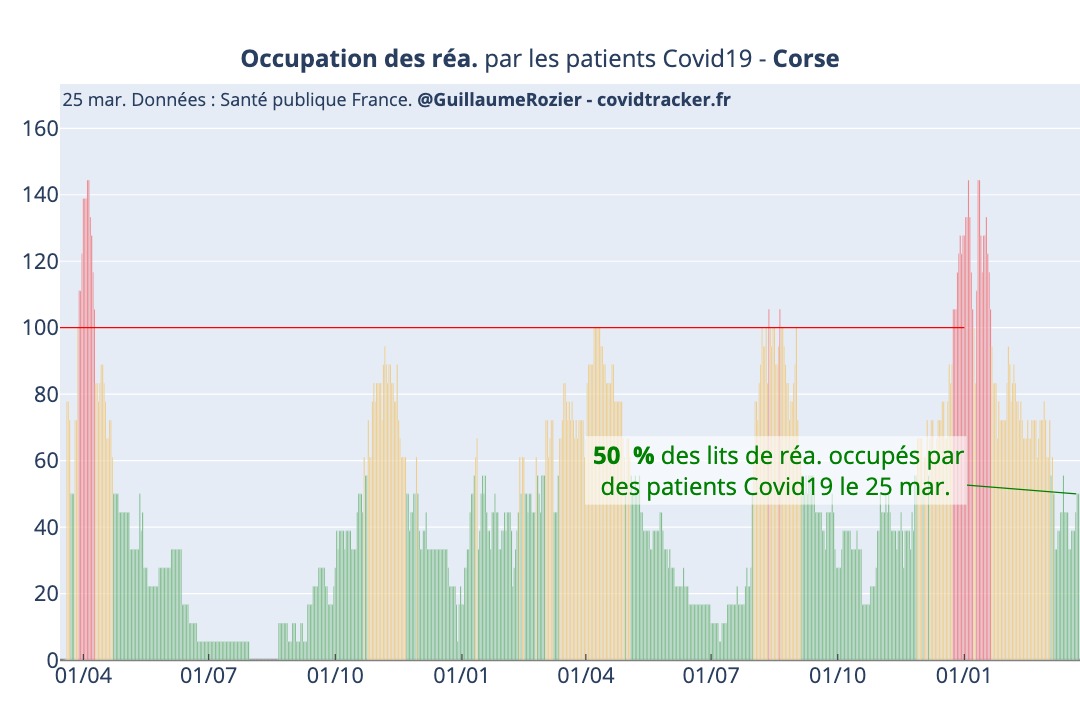 Occupation des réa. par les patients Covid19 - Corse
25 mar. Données : Santé publique France. @GuillaumeRozier - covidtracker.fr
160
140
120
100
80
60
40
20
0
50 % des lits de réa. occupés par
des patients Covid19 le 25 mar.
01/04 01/07 01/10 01/01 01/04 01/07 01/10 01/01